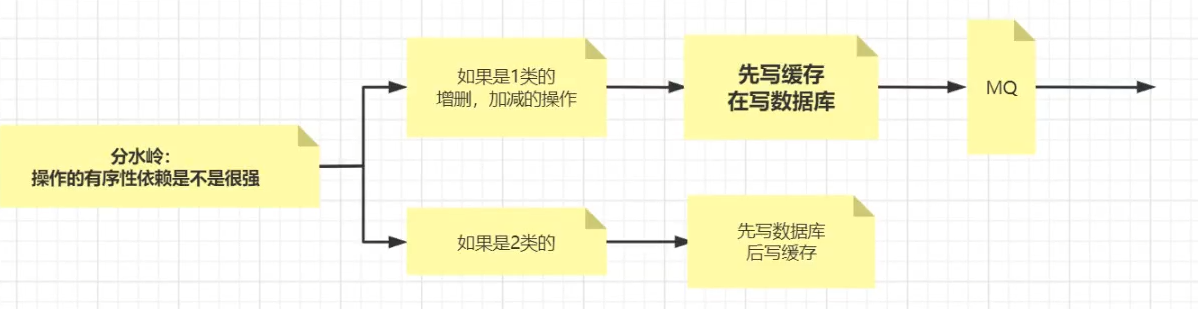 分水岭：
操作的有序性依赖是不是很强
如果是1类的
增删，加减的操作
先写缓存
在写数据库
MQ
如果是2类的
先写数据库
后写缓存